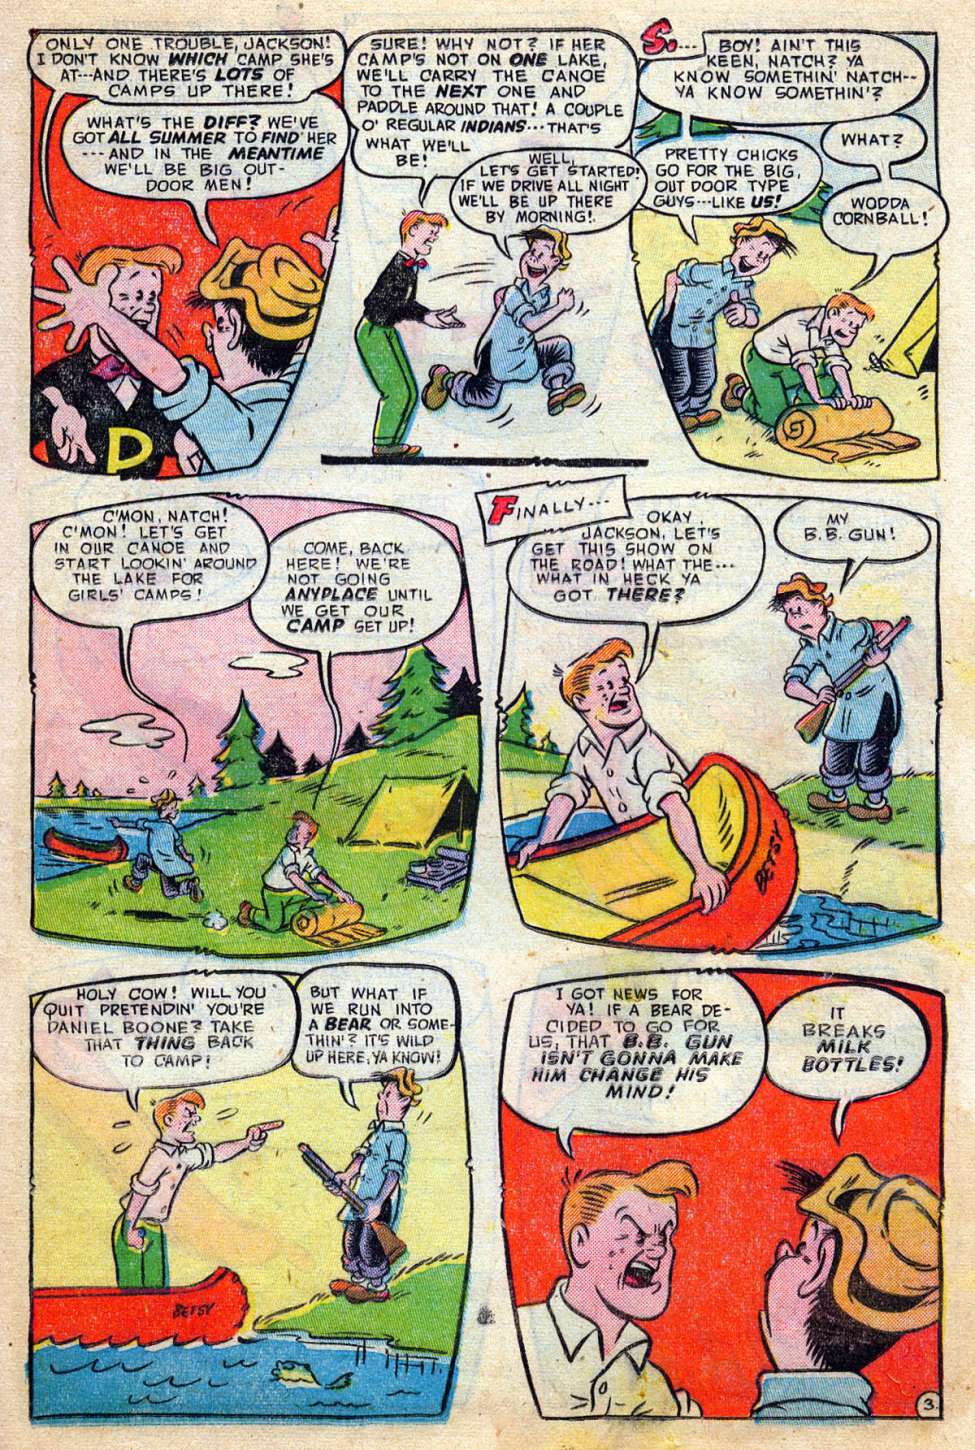 ONLY ONE TROUBLE, JACKSON!
I DON'T KNOW WHICH CAMP SHE'S
AT---AND THERE'S LOTS OF
CAMPS UP THERE!
WHAT'S THE DIFF? WE'VE
GOT ALL SUMMER TO FIND HER
---AND IN THE MEANTIME
WE'LL BE BIG OUT-
DOOR MEN!
D
SURE! WHY NOT? IF HER
CAMP'S NOT ON ONE LAKE,
WE'LL CARRY THE CANOE
TO THE NEXT ONE AND
PADDLE AROUND THAT! A COUPLE
O' REGULAR INDIANS---THAT'S
WHAT WE'LL
BE!
WELL,
LET'S GET STARTED!
IF WE DRIVE ALL NIGHT
WE'LL BE UP THERE
BY MORNING!
SO---
BOY! AIN'T THIS
KEEN, NATCH? YA
KNOW SOMETHIN' NATCH--
YA KNOW SOMETHIN'?
WHAT?
PRETTY CHICKS
GO FOR THE BIG,
OUT DOOR TYPE
GUYS---LIKE US!
WODDA
CORNBALL!
C'MON, NATCH!
C'MON! LET'S GET
IN OUR CANOE AND
START LOOKIN' AROUND
THE LAKE FOR
GIRLS' CAMPS!
COME, BACK
HERE! WE'RE
NOT GOING
ANYPLACE UNTIL
WE GET OUR
CAMP SET UP!
FINALLY---
OKAY,
JACKSON, LET'S
GET THIS SHOW ON
THE ROAD! WHAT THE---
WHAT IN HECK YA
GOT THERE?
MY
B.B. GUN!
BETSY
HOLY COW! WILL YOU
QUIT PRETENDIN' YOU'RE
DANIEL BOONE? TAKE
THAT THING BACK
TO CAMP!
BUT WHAT IF
WE RUN INTO
A BEAR OR SOME-
THIN'? IT'S WILD
UP HERE, YA KNOW!
BETSY
I GOT NEWS FOR
YA! IF A BEAR DE-
CIDED TO GO FOR
US, THAT B.B. GUN
ISN'T GONNA MAKE
HIM CHANGE HIS
MIND!
IT
BREAKS
MILK
BOTTLES!
3